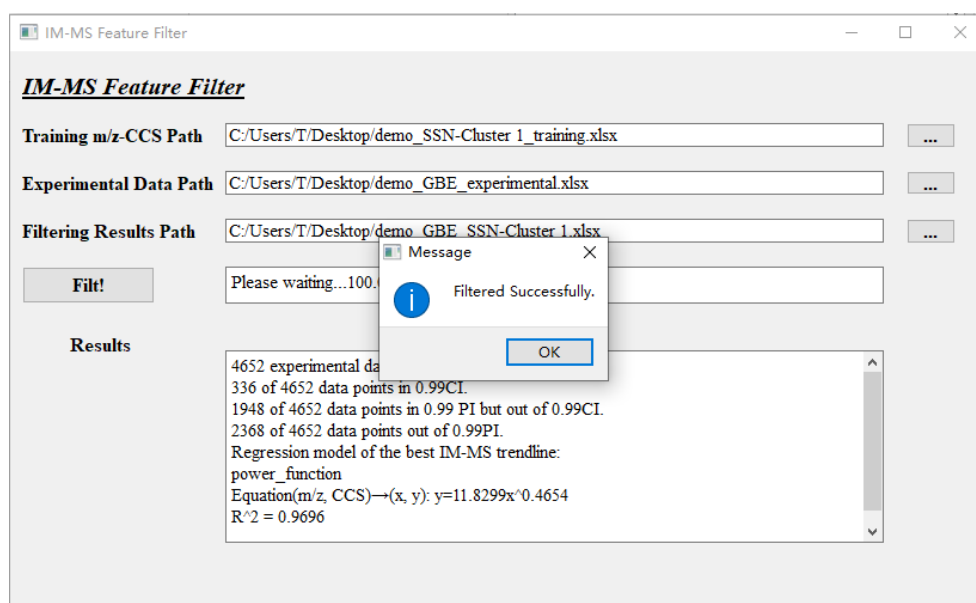 IM-MS Feature Filter
IM-MS Feature Filter
Training m/z-CCS Path C:/Users/T/Desktop/demo_SSN-Cluster 1_training.xlsx ...
Experimental Data Path C:/Users/T/Desktop/demo_GBE_experimental.xlsx ...
Filtering Results Path C:/Users/T/Desktop/demo_GBE_SSN-Cluster 1.xlsx ...
Message
Filt! Please waiting...100.
Filtered Successfully.
OK
Results
4652 experimental
336 of 4652 data points in 0.99CI.
1948 of 4652 data points in 0.99 PI but out of 0.99CI.
2368 of 4652 data points out of 0.99PI.
Regression model of the best IM-MS trendline:
power_function
Equation(m/z, CCS)→(x, y): y=11.8299x^0.4654
R^2 = 0.9696